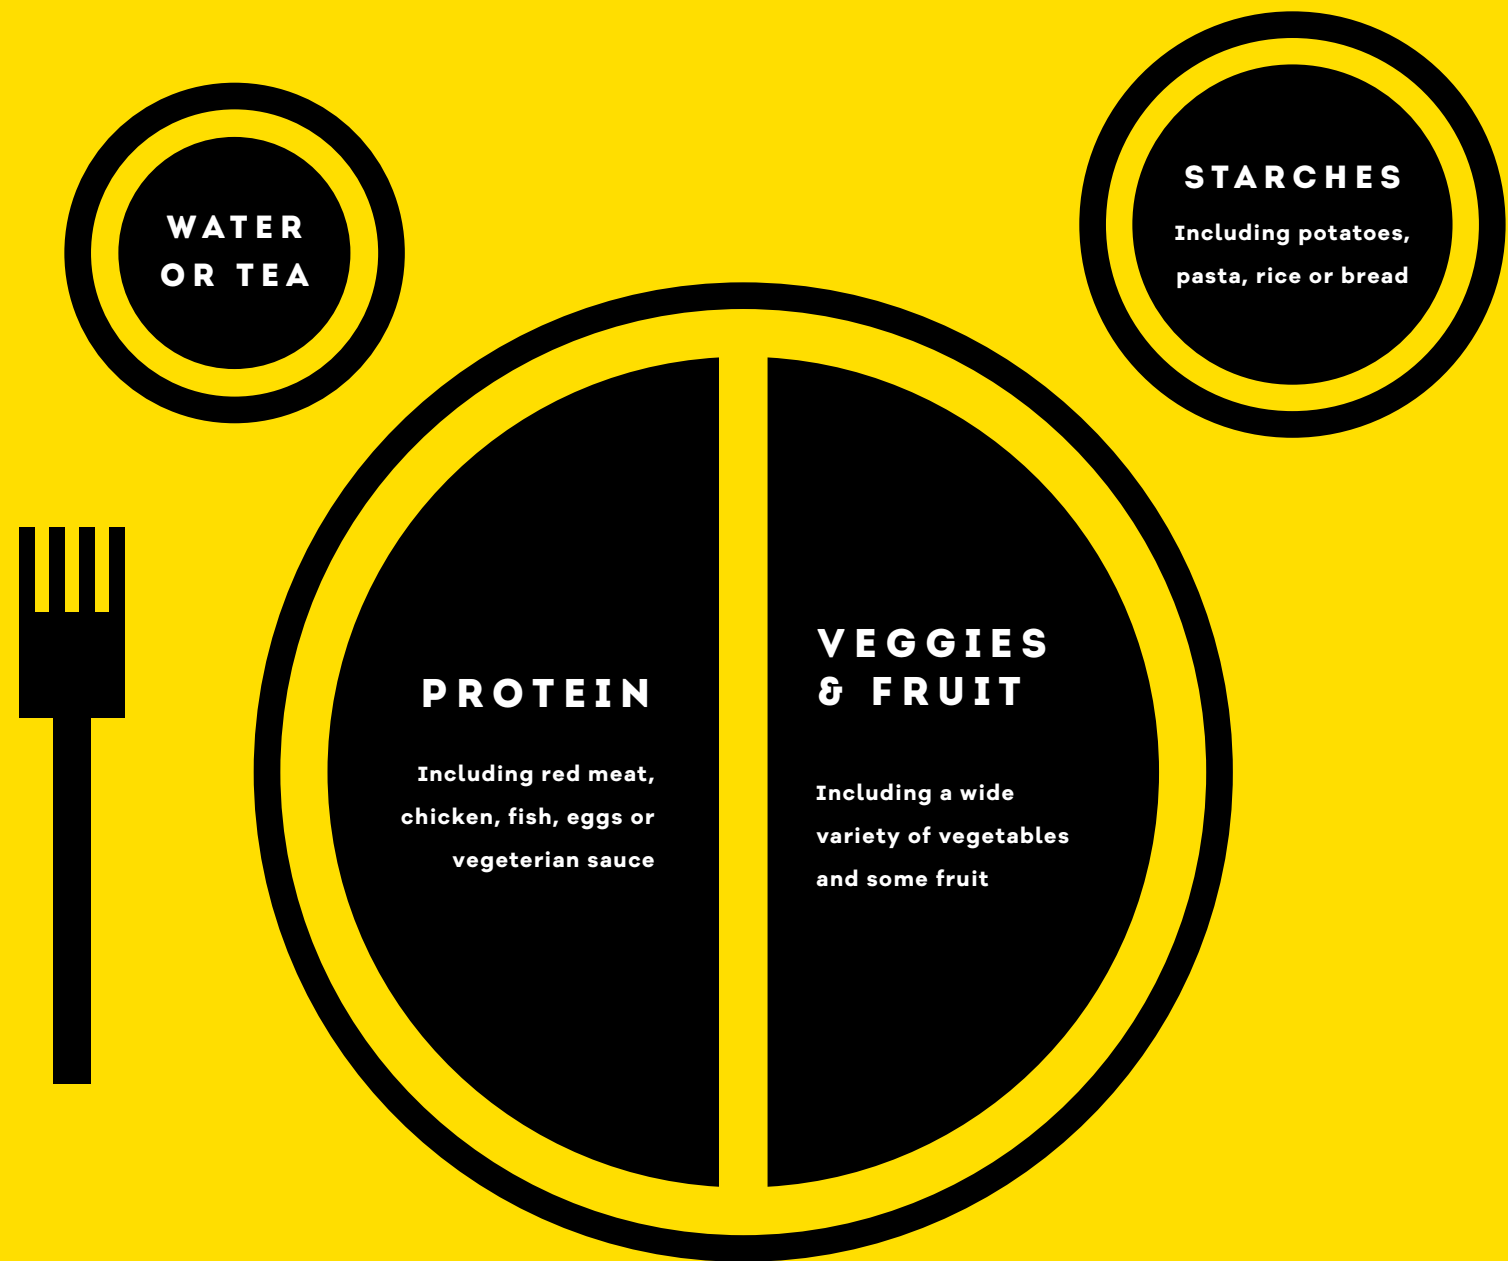 WATER
OR TEA
STARCHES
Including potatoes,
pasta, rice or bread
PROTEIN
Including red meat,
chicken, fish, eggs or
vegeterian sauce
VEGGIES
& FRUIT
Including a wide
variety of vegetables
and some fruit